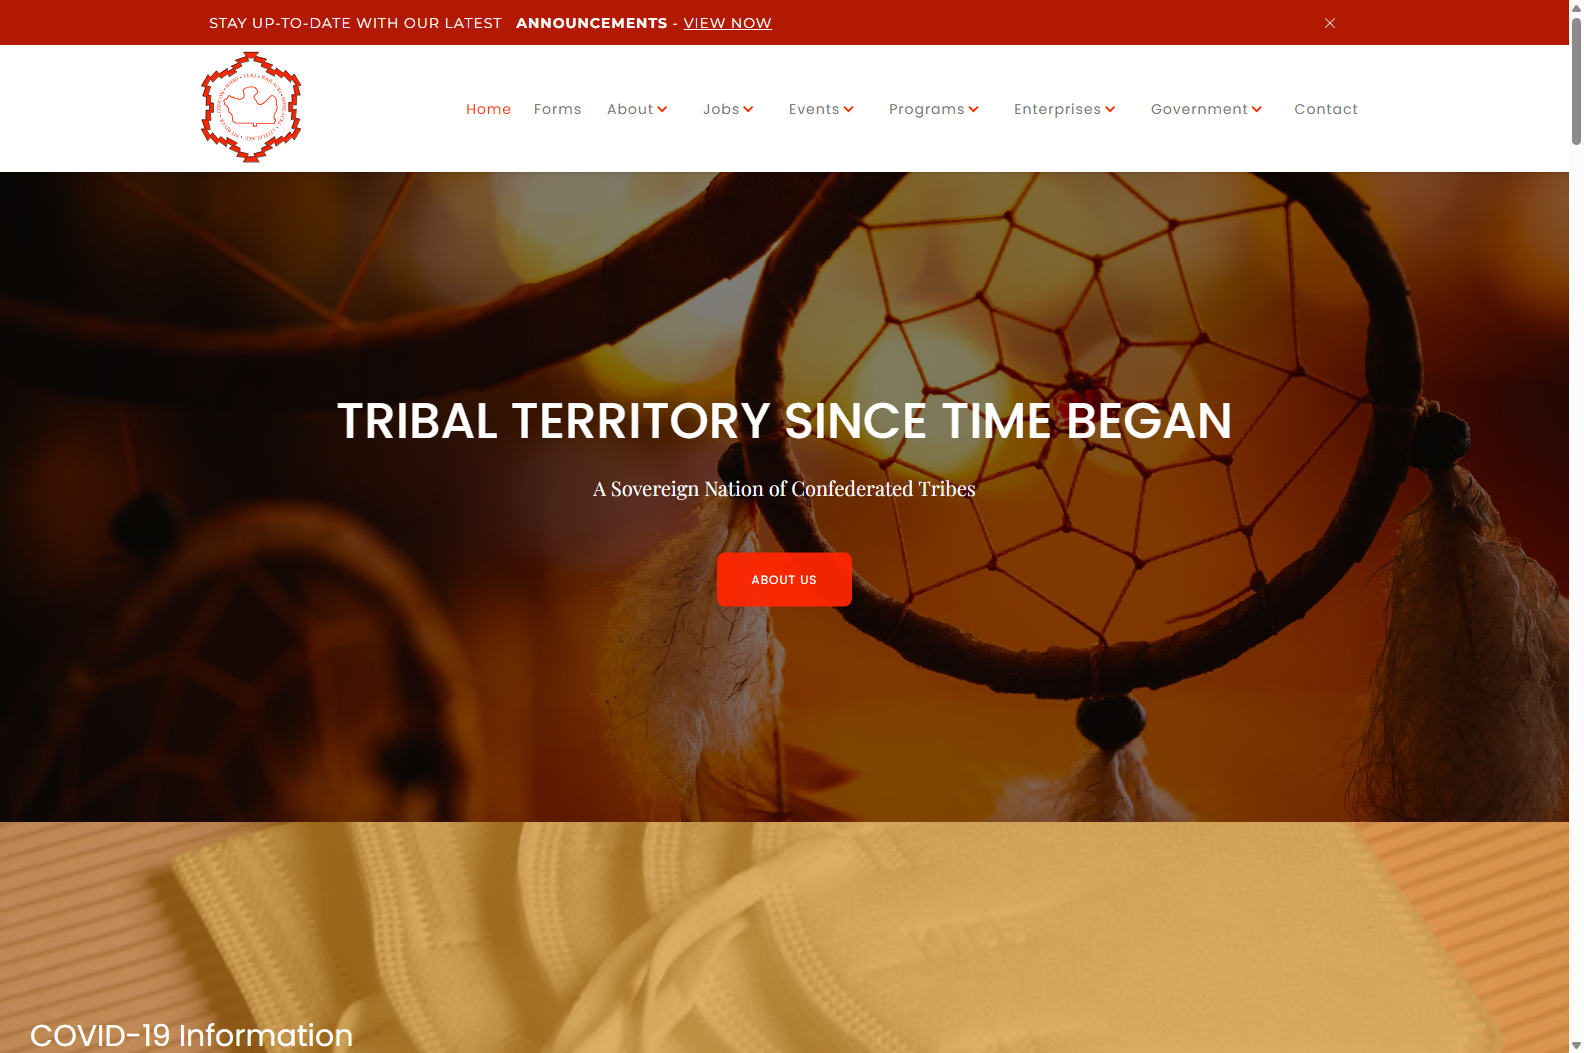 STAY UP-TO-DATE WITH OUR LATEST ANNOUNCEMENTS - VIEW NOW
Home Forms About Jobs Events Programs Enterprises Government Contact
TRIBAL TERRITORY SINCE TIME BEGAN
A Sovereign Nation of Confederated Tribes
ABOUT US
COVID-19 Information